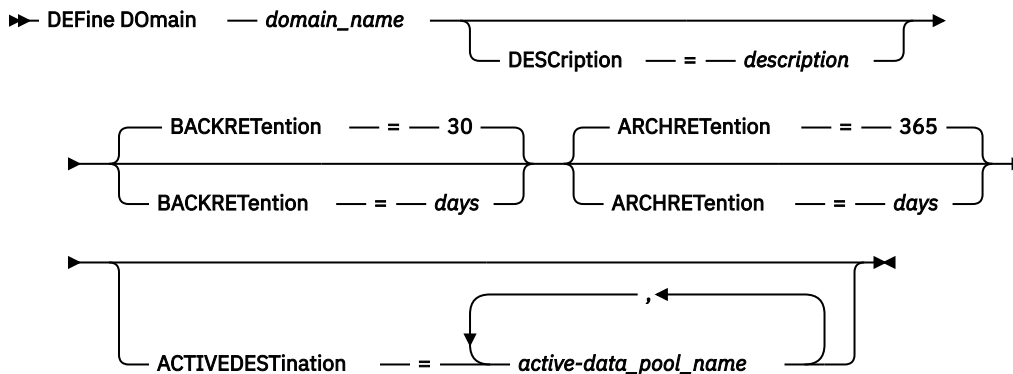 DEFine DOmain domain_name
DESCription = description
BACKRETention = 30 ARCHRETention = 365
BACKRETention = days ARCHRETention = days
,
ACTIVEDESTination = active-data_pool_name